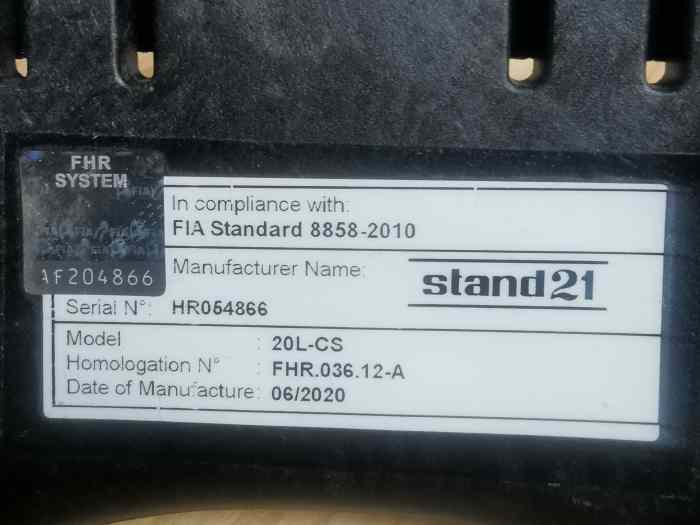 FHR
SYSTEM
FIA
AF204866
In compliance with:
FIA Standard 8858-2010
Manufacturer Name:
stand21
Serial N°: HR054866
Model : 20L-CS
Homologation N° : FHR.036.12-A
Date of Manufacture: 06/2020